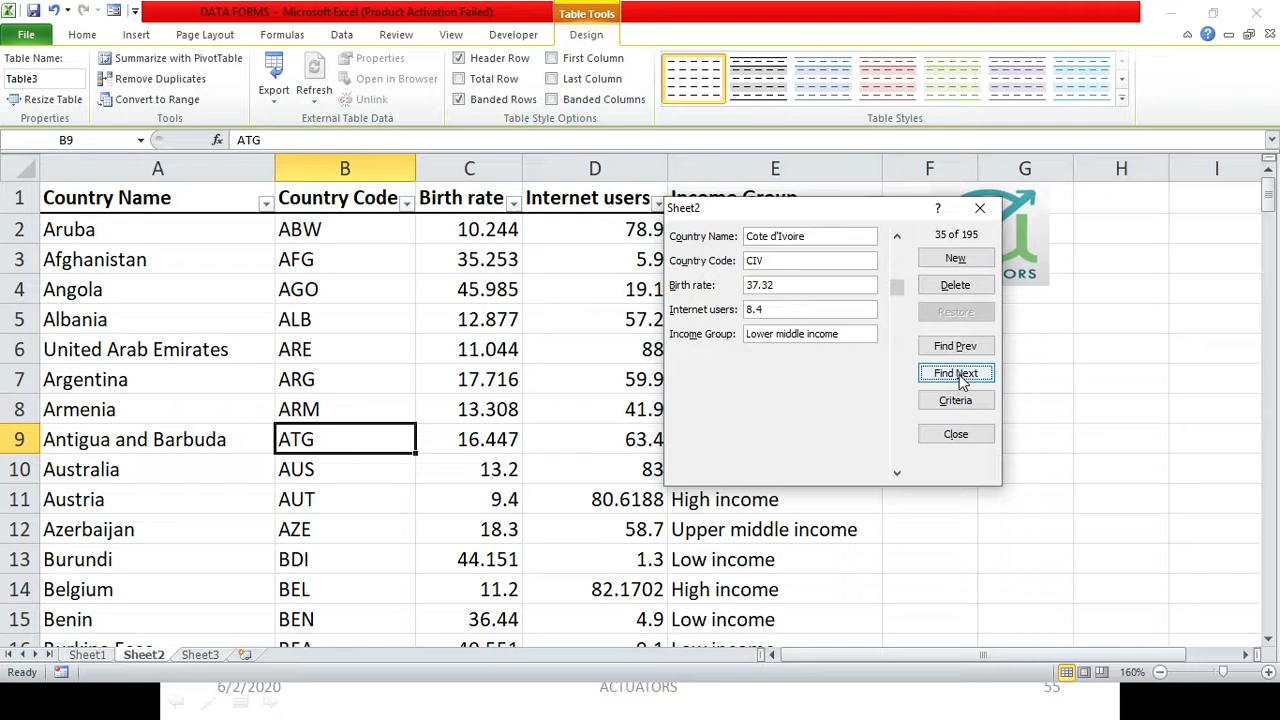 DATA FORMS - Microsoft Excel (Product Activation Failed)
Table Tools
File Home Insert Page Layout Formulas Data Review View Developer Design
Table Name:
Table3
Resize Table
Properties
Summarize with PivotTable
Remove Duplicates
Convert to Range
Tools
Export
Refresh
Properties
Open in Browser
Unlink
External Table Data
Header Row
Total Row
Banded Rows
First Column
Last Column
Banded Columns
Table Style Options
Table Styles
B9
fx
ATG
A B C D E F G H I
1 Country Name Country Code Birth rate Internet users Income Group
2 Aruba ABW 10.244 78.9
3 Afghanistan AFG 35.253 5.9
4 Angola AGO 45.985 19.1
5 Albania ALB 12.877 57.2
6 United Arab Emirates ARE 11.044 88
7 Argentina ARG 17.716 59.9
8 Armenia ARM 13.308 41.9
9 Antigua and Barbuda ATG 16.447 63.4
10 Australia AUS 13.2 83
11 Austria AUT 9.4 80.6188 High income
12 Azerbaijan AZE 18.3 58.7 Upper middle income
13 Burundi BDI 44.151 1.3 Low income
14 Belgium BEL 11.2 82.1702 High income
15 Benin BEN 36.44 4.9 Low income
Sheet2
?
Country Name: Cote d'Ivoire
Country Code: CIV
Birth rate: 37.32
Internet users: 8.4
Income Group: Lower middle income
35 of 195
New
Delete
Restore
Find Prev
Find Next
Criteria
Close
ORS
Sheet1 Sheet2 Sheet3
Ready
160%
6/2/2020 ACTUATORS 55